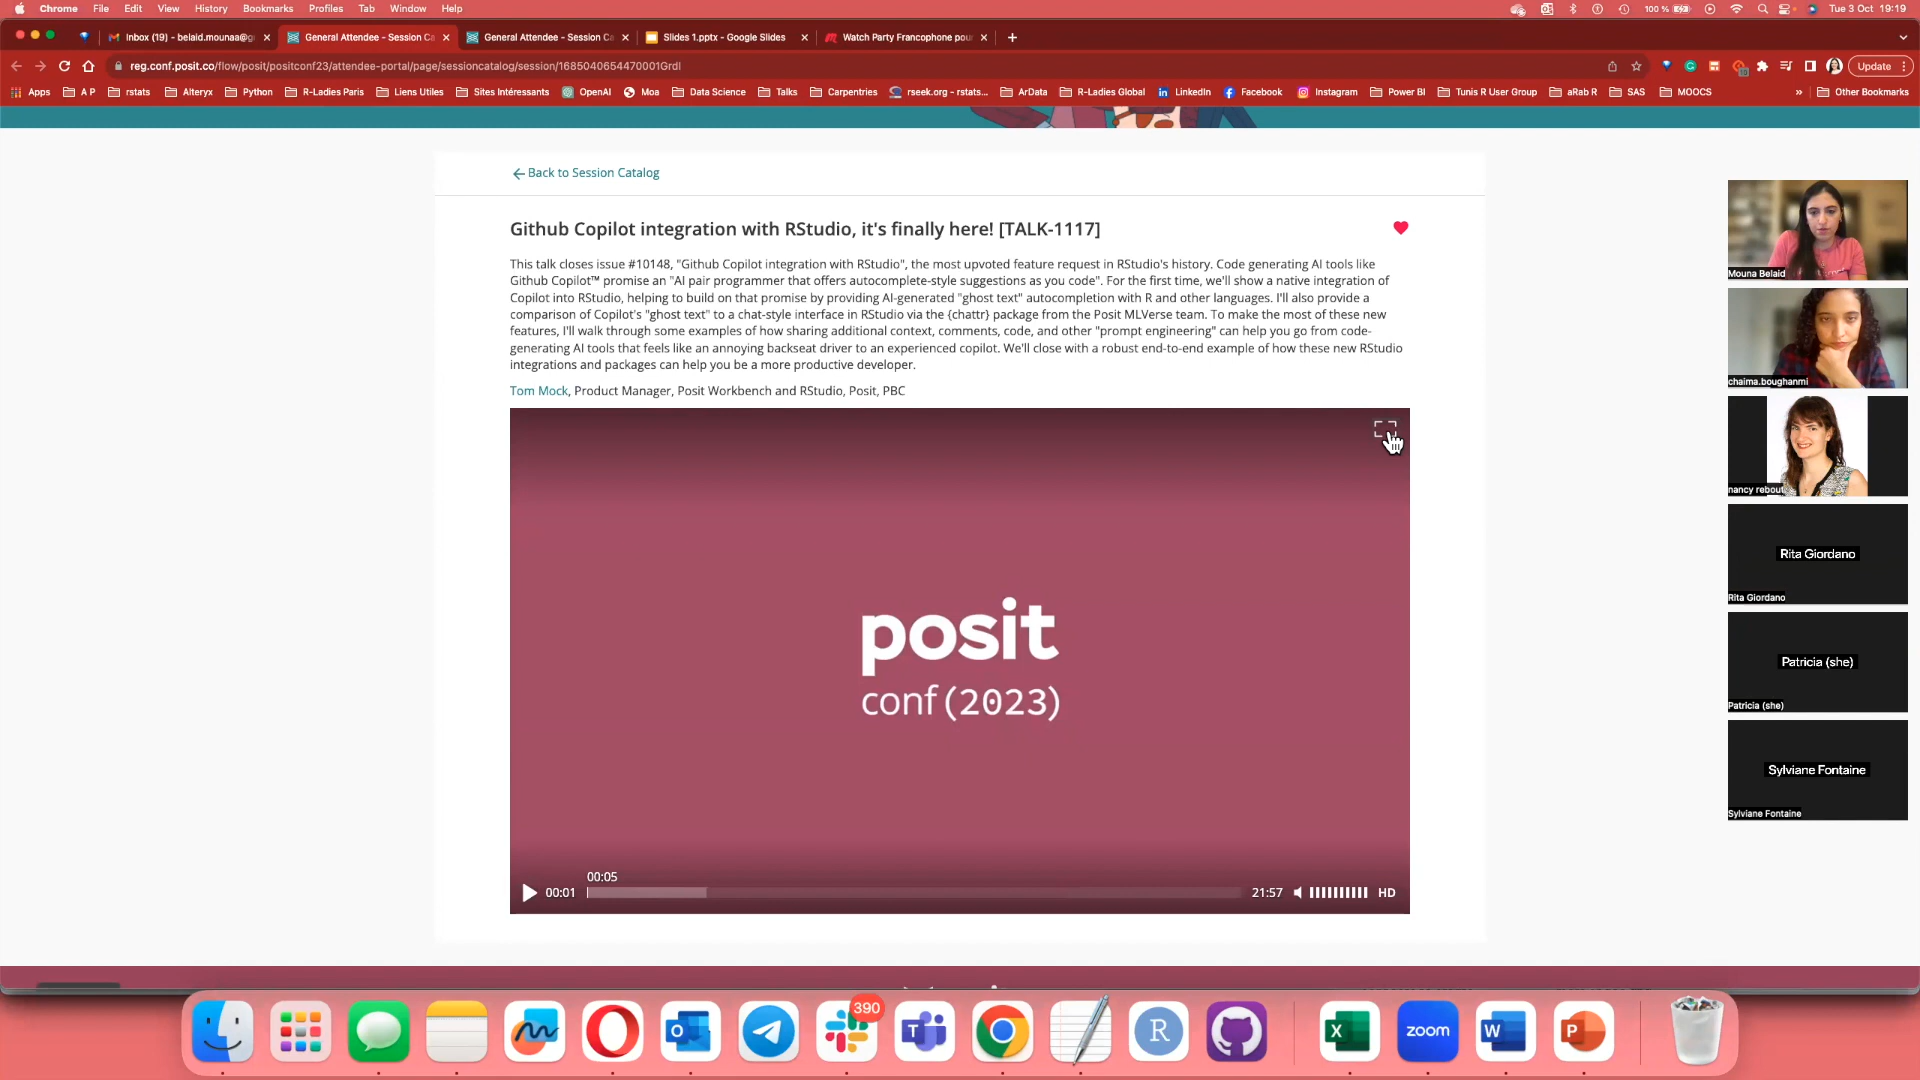 Chrome File Edit View History Bookmarks Profiles Tab Window Help 100 % Tue 3 Oct 19:19
Inbox (19) - belaid.mounaa@g General Attendee - Session Ca General Attendee - Session Ca Slides 1.pptx - Google Slides Watch Party Francophone pou
reg.conf.posit.co/flow/posit/positconf23/attendee-portal/page/sessioncatalog/session/1685040654470001Grdl Update
Apps A P rstats Alteryx Python R-Ladies Paris Liens Utiles Sites Intéressants OpenAI Moa Data Science Talks Carpentries rseek.org - rstats... ArData R-Ladies Global LinkedIn Facebook Instagram Power BI Tunis R User Group aRab R SAS MOOCS » Other Bookmarks
Back to Session Catalog
Github Copilot integration with RStudio, it's finally here! [TALK-1117]
This talk closes issue #10148, "Github Copilot integration with RStudio", the most upvoted feature request in RStudio's history. Code generating AI tools like
Github Copilot™ promise an "AI pair programmer that offers autocomplete-style suggestions as you code". For the first time, we'll show a native integration of
Copilot into RStudio, helping to build on that promise by providing AI-generated "ghost text" autocompletion with R and other languages. I'll also provide a
comparison of Copilot's "ghost text" to a chat-style interface in RStudio via the {chattr} package from the Posit MLVerse team. To make the most of these new
features, I'll walk through some examples of how sharing additional context, comments, code, and other "prompt engineering" can help you go from code-
generating AI tools that feels like an annoying backseat driver to an experienced copilot. We'll close with a robust end-to-end example of how these new RStudio
integrations and packages can help you be a more productive developer.
Tom Mock, Product Manager, Posit Workbench and RStudio, Posit, PBC
posit
conf(2023)
00:05
00:01 21:57 HD
Mouna Belaid
chaima.boughanmi
nancy rebout
Rita Giordano
Rita Giordano
Patricia (she)
Patricia (she)
Sylviane Fontaine
Sylviane Fontaine
390
O T R X zoom W P